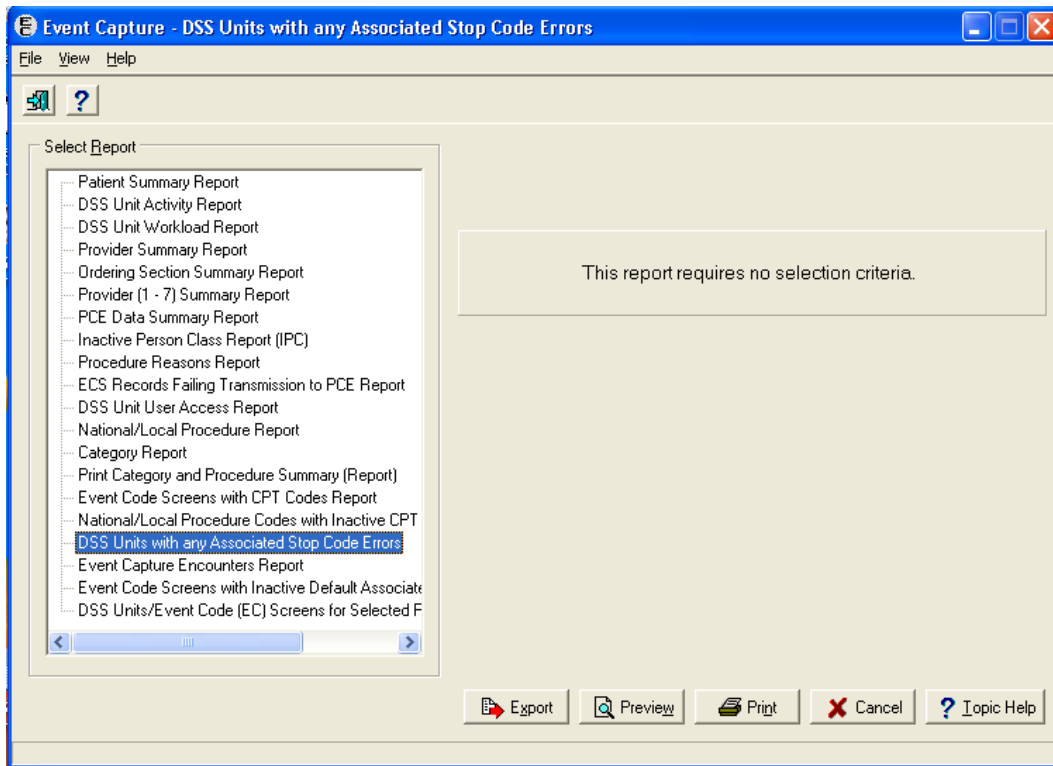 Event Capture - DSS Units with any Associated Stop Code Errors
File View Help
Select Report
Patient Summary Report
DSS Unit Activity Report
DSS Unit Workload Report
Provider Summary Report
Ordering Section Summary Report
Provider (1 - 7) Summary Report
PCE Data Summary Report
Inactive Person Class Report (IPC)
Procedure Reasons Report
ECS Records Failing Transmission to PCE Report
DSS Unit User Access Report
National/Local Procedure Report
Category Report
Print Category and Procedure Summary (Report)
Event Code Screens with CPT Codes Report
National/Local Procedure Codes with Inactive CPT
DSS Units with any Associated Stop Code Errors
Event Capture Encounters Report
Event Code Screens with Inactive Default Associate
DSS Units/Event Code (EC) Screens for Selected F
This report requires no selection criteria.
Export Preview Print Cancel Topic Help